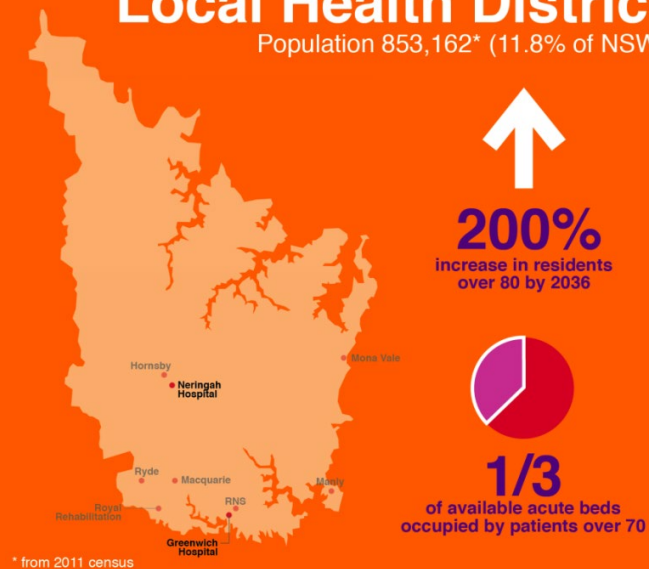 Local Health Distric
Population 853,162* (11.8% of NSW
200%
increase in residents
over 80 by 2036
Mona Vale
Hornsby
Neringah
Hospital
1/3
of available acute beds
occupied by patients over 70
Ryde
Macquarie
Manly
RNS
Royal
Rehabilitation
Greenwich
Hospital
* from 2011 census